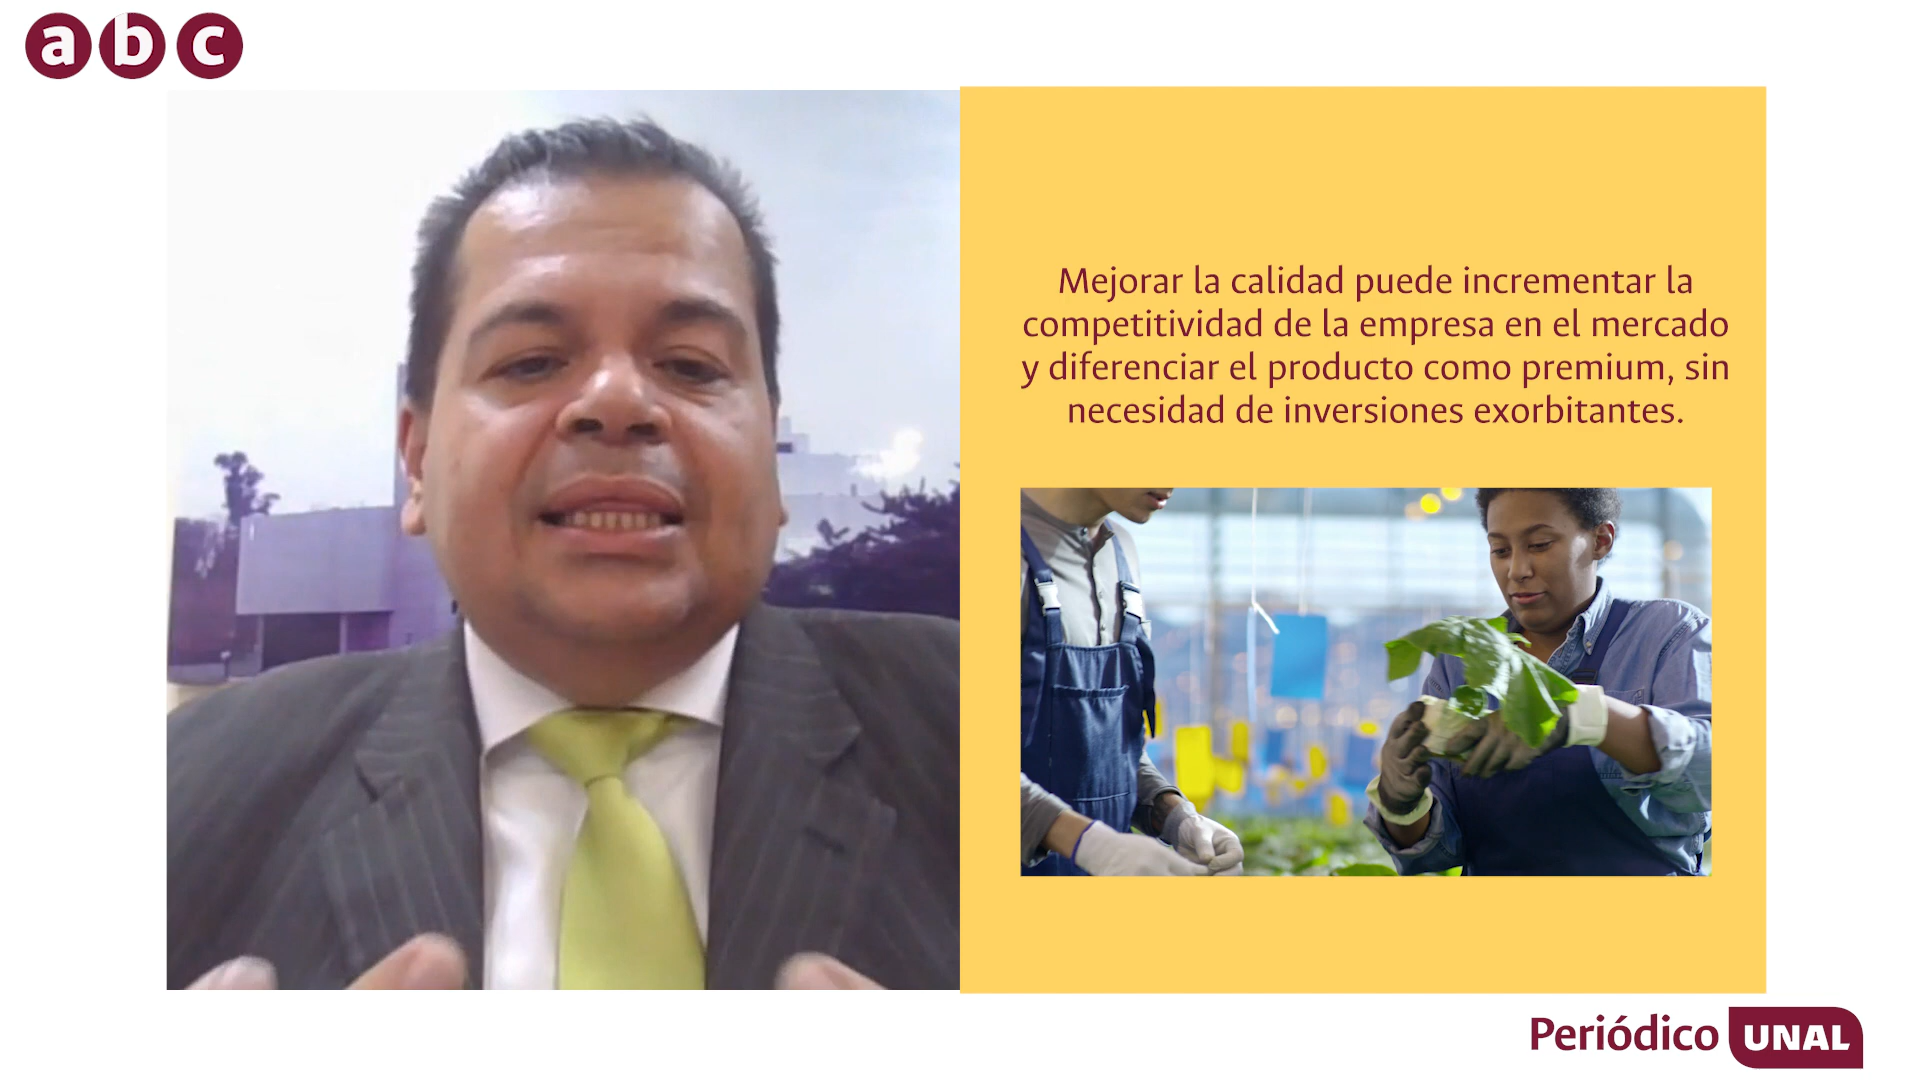 abc
Mejorar la calidad puede incrementar la
competitividad de la empresa en el mercado
y diferenciar el producto como premium, sin
necesidad de inversiones exorbitantes.
Periódico UNAL